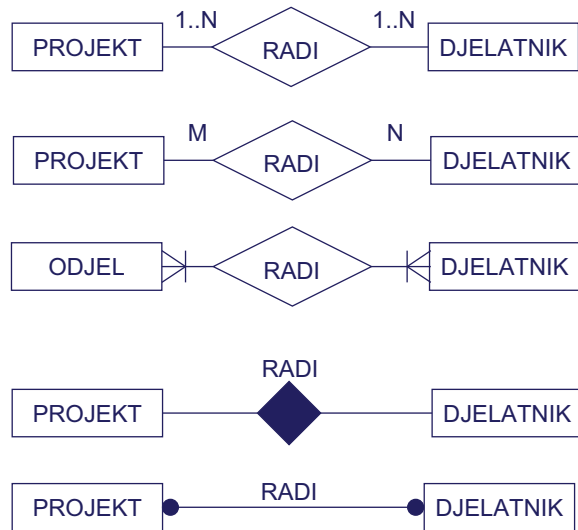 1..N 1..N
PROJEKT RADI DJELATNIK
M N
PROJEKT RADI DJELATNIK
ODJEL RADI DJELATNIK
RADI
PROJEKT DJELATNIK
RADI
PROJEKT DJELATNIK